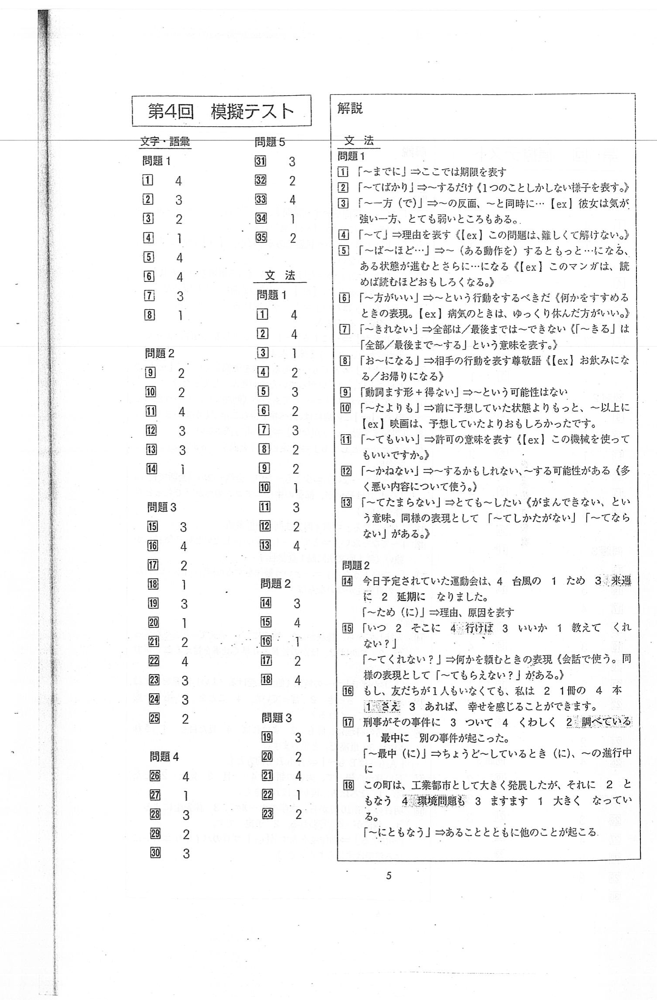 第4回 模擬テスト
文字・語彙
問題1
1 4
2 3
3 2
4 1
5 4
6 4
7 3
8 1
問題2
9 2
10 2
11 4
12 3
13 3
14 1
問題3
15 3
16 4
17 2
18 1
19 3
20 1
21 2
22 4
23 3
24 3
25 2
問題4
26 4
27 1
28 3
29 2
30 3
問題5
31 3
32 2
33 4
34 1
35 2
文 法
問題1
1 4
2 4
3 1
4 2
5 3
6 2
7 3
8 2
9 2
10 1
11 3
12 2
13 4
問題2
14 3
15 4
16 1
17 2
18 4
問題3
19 3
20 2
21 4
22 1
23 2
解説
文 法
問題1
1 「～までに」⇒ここでは期限を表す
2 「～てばかり」⇒～するだけ《1つのことしかしない様子を表す。》
3 「～一方（で）」⇒～の反面、～と同時に…【ex】彼女は気が
強い一方、とても弱いところもある。
4 「～て」⇒理由を表す《【ex】この問題は、難しくて解けない。》
5 「～ば～ほど…」⇒～（ある動作を）するともっと…になる、
ある状態が進むとさらに…になる《【ex】このマンガは、読
めば読むほどおもしろくなる。》
6 「～方がいい」⇒～という行動をするべきだ《何かをすすめる
ときの表現。【ex】病気のときは、ゆっくり休んだ方がいい。》
7 「～きれない」⇒全部は／最後までは～できない《「～きる」は
「全部／最後まで～する」という意味を表す。》
8 「お～になる」⇒相手の行動を表す尊敬語《【ex】お飲みにな
る／お帰りになる》
9 「動詞ます形＋得ない」⇒～という可能性はない
10 「～たよりも」⇒前に予想していた状態よりもっと、～以上に
【ex】映画は、予想していたよりおもしろかったです。
11 「～てもいい」⇒許可の意味を表す《【ex】この機械を使って
もいいですか。》
12 「～かねない」⇒～するかもしれない、～する可能性がある《多
く悪い内容について使う。》
13 「～てたまらない」⇒とても～したい《がまんできない、とい
う意味。同様の表現として「～てしかたがない」「～てなら
ない」がある。》
問題2
14 今日予定されていた運動会は、4 台風の 1 ため 3 来週
に 2 延期に なりました。
「～ため（に）」⇒理由、原因を表す
15 「いつ 2 そこに 4 行けば 3 いいか 1 教えて くれ
ない？」
「～てくれない？」⇒何かを頼むときの表現《会話で使う。同
様の表現として「～てもらえない？」がある。》
16 もし、友だちが1人もいなくても、私は 2 1冊の 4 本
1 さえ 3 あれば、 幸せを感じることができます。
17 刑事がその事件に 3 ついて 4 くわしく 2 調べている
1 最中に 別の事件が起こった。
「～最中（に）」⇒ちょうど～しているとき（に）、～の進行中
に
18 この町は、工業都市として大きく発展したが、それに 2 と
もなう 4 環境問題も 3 ますます 1 大きく なってい
る。
「～にともなう」⇒あることとともに他のことが起こる
5